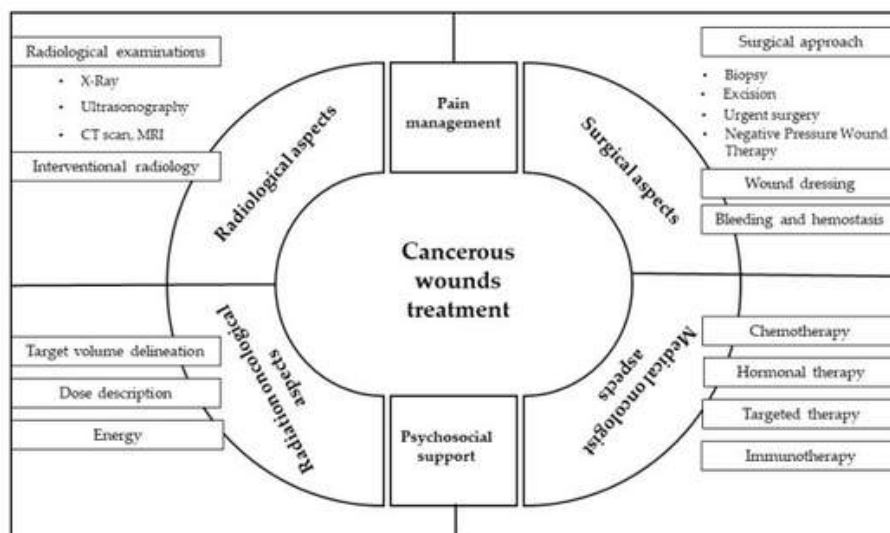 Radiological examinations
• X-Ray
• Ultrasonography
• CT scan, MRI
Interventional radiology
Radiological aspects
Pain
management
Surgical aspects
Surgical approach
• Biopsy
• Excision
• Urgent surgery
• Negative Pressure Wound
Therapy
Wound dressing
Bleeding and hemostasis
Cancerous
wounds
treatment
Target volume delineation
Dose description
Energy
Radiation oncological
aspects
Psychosocial
support
Medical oncologist
aspects
Chemotherapy
Hormonal therapy
Targeted therapy
Immunotherapy